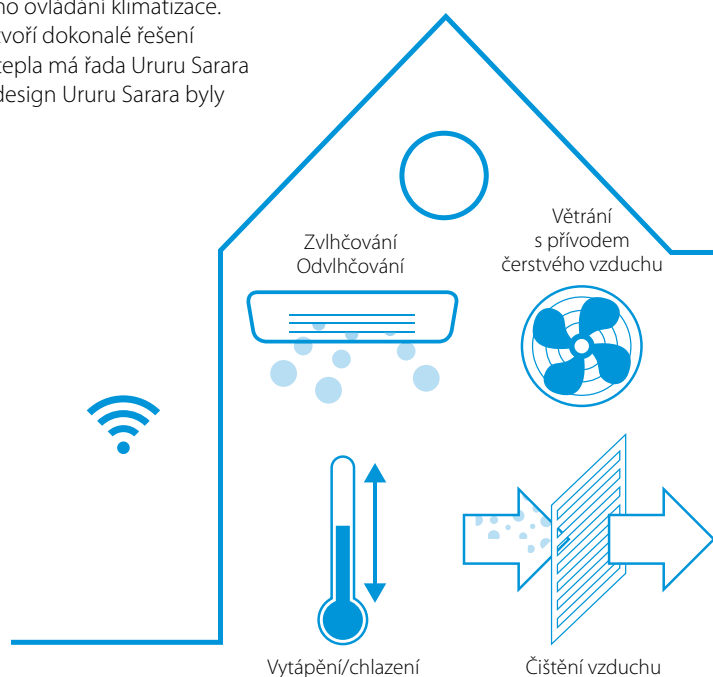 ho ovládání klimatizace.
voří dokonalé řešení
tepla má řada Ururu Sarara
design Ururu Sarara byly
Zvlhčování
Odvlhčování
Větrání
s přívodem
čerstvého vzduchu
Vytápění/chlazení
Čištění vzduchu